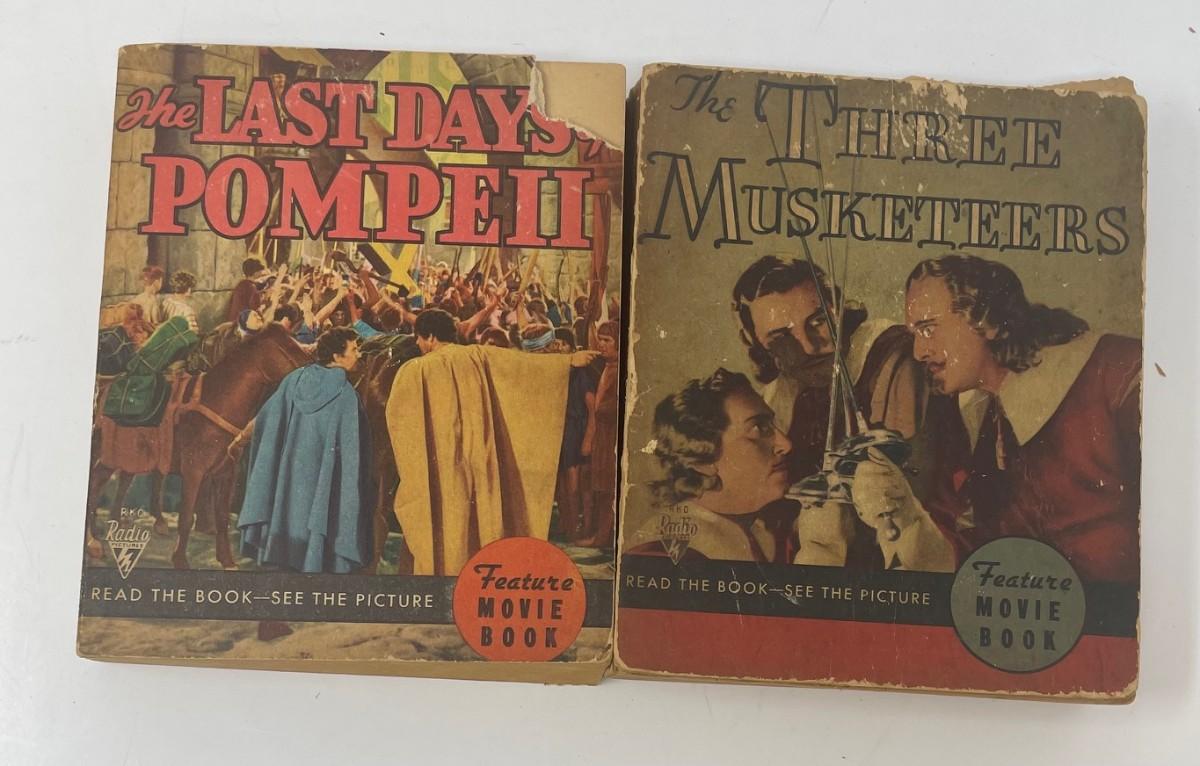 The LAST DAYS
POMPEII
RKO
Radio
PICTURES
READ THE BOOK—SEE THE PICTURE
Feature
MOVIE
BOOK
The THREE
MUSKETEERS
RKO
Radio
READ THE BOOK—SEE THE PICTURE
Feature
MOVIE
BOOK